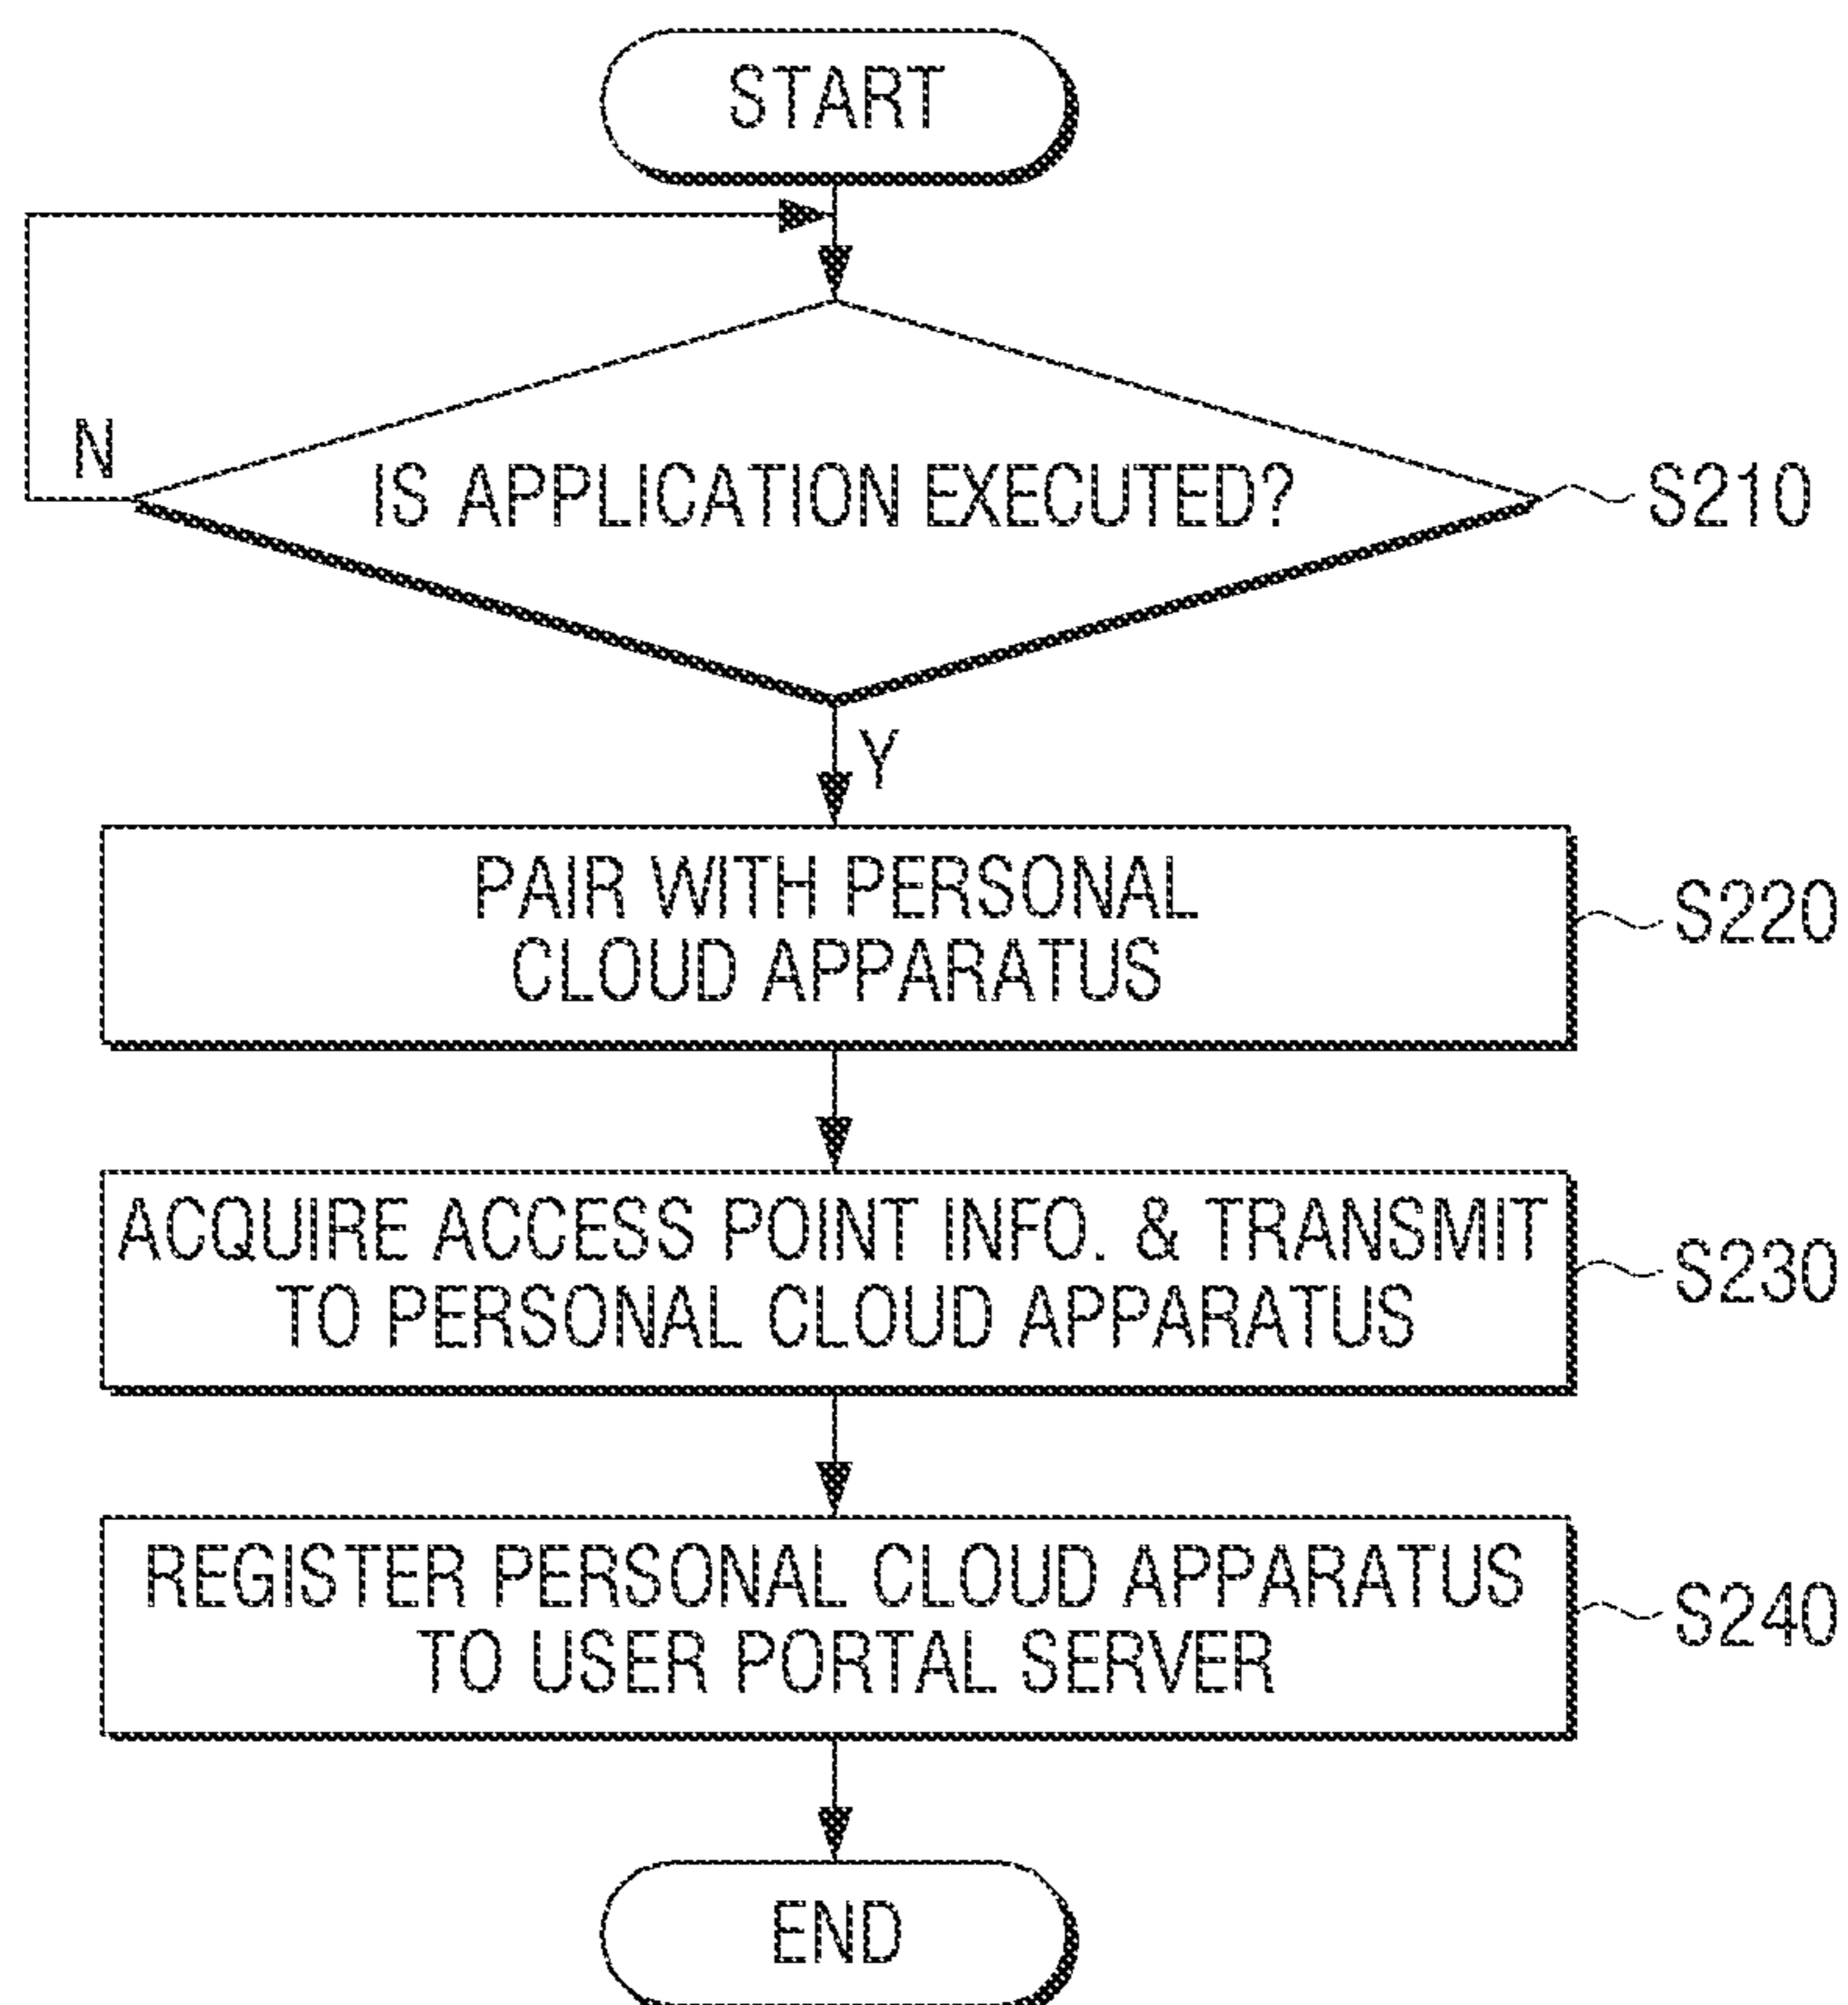 START
N
IS APPLICATION EXECUTED?
S210
Y
PAIR WITH PERSONAL
CLOUD APPARATUS
S220
ACQUIRE ACCESS POINT INFO. & TRANSMIT
TO PERSONAL CLOUD APPARATUS
S230
REGISTER PERSONAL CLOUD APPARATUS
TO USER PORTAL SERVER
S240
END